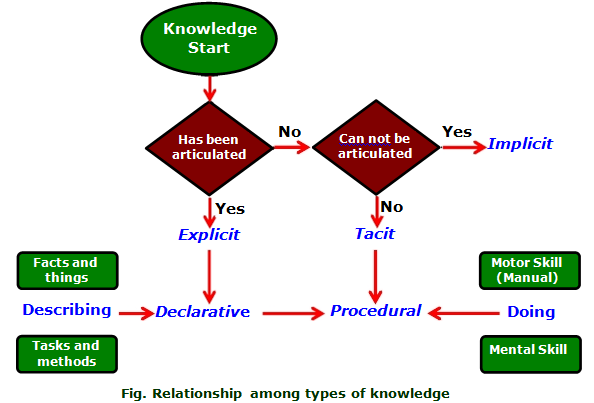 Knowledge
Start
Has been
articulated
No
Can not be
articulated
Yes
Implicit
Yes
No
Explicit
Tacit
Facts and
things
Motor Skill
(Manual)
Describing
Declarative
Procedural
Doing
Tasks and
methods
Mental Skill
Fig. Relationship among types of knowledge